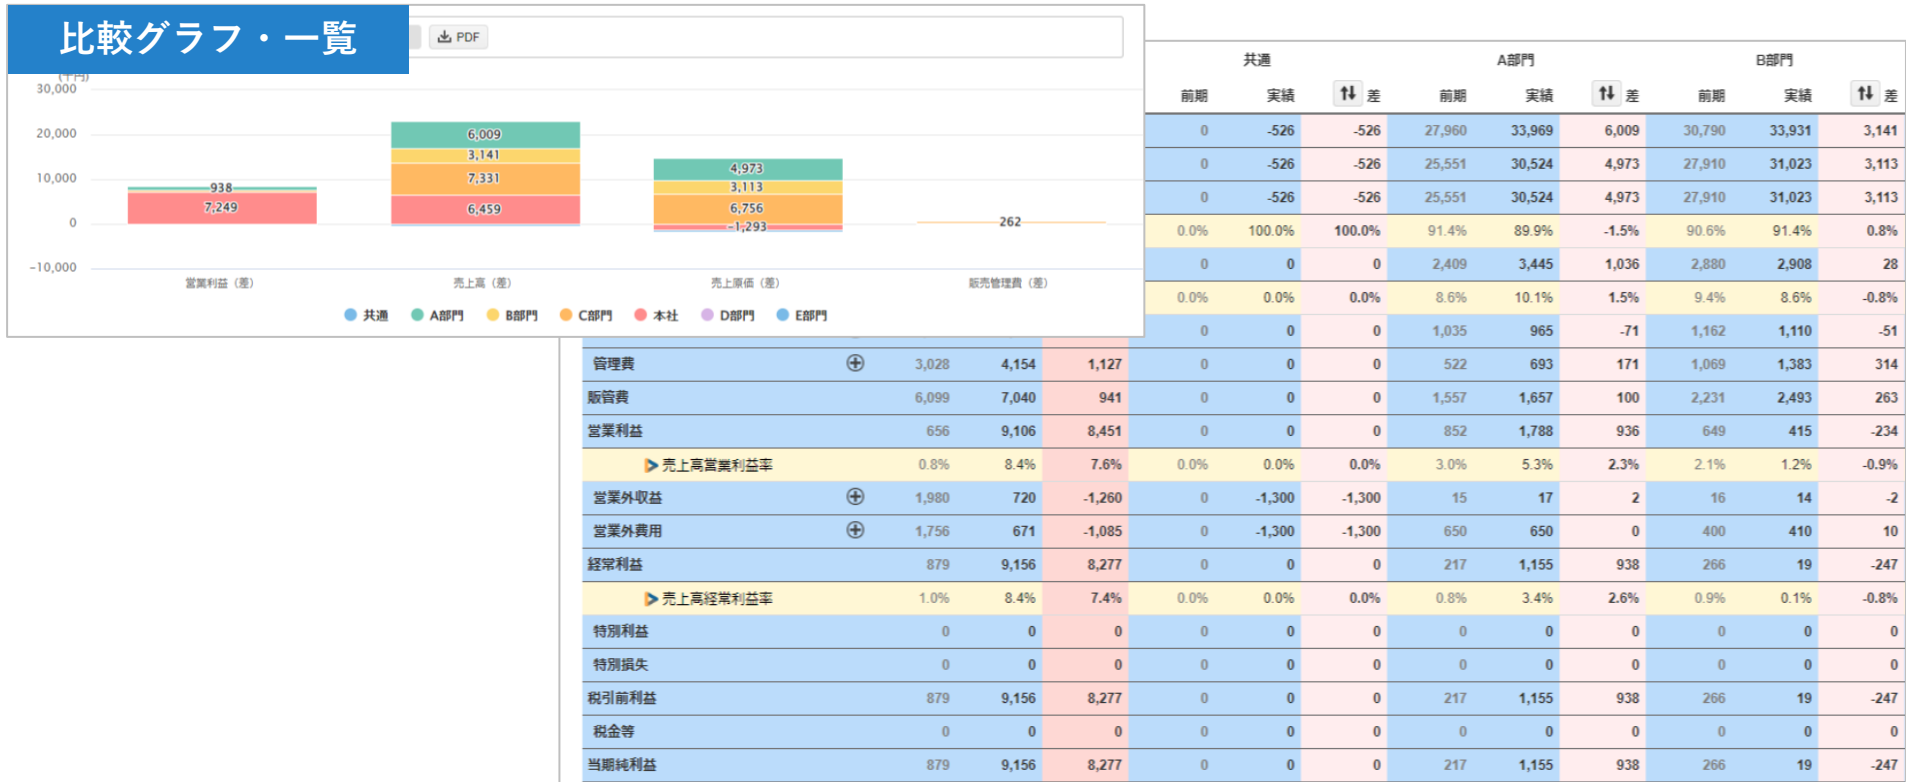 比較グラフ・一覧
PDF
(千円)
30,000
20,000
10,000
0
-10,000
938
7,249
6,009
3,141
7,331
6,459
4,973
3,113
6,756
-1,293
262
営業利益（差） 売上高（差） 売上原価（差） 販売管理費（差）
共通 A部門 B部門 C部門 本社 D部門 E部門
共通 A部門 B部門
前期 実績 差 前期 実績 差 前期 実績 差
0 -526 -526 27,960 33,969 6,009 30,790 33,931 3,141
0 -526 -526 25,551 30,524 4,973 27,910 31,023 3,113
0 -526 -526 25,551 30,524 4,973 27,910 31,023 3,113
0.0% 100.0% 100.0% 91.4% 89.9% -1.5% 90.6% 91.4% 0.8%
0 0 0 2,409 3,445 1,036 2,880 2,908 28
0.0% 0.0% 0.0% 8.6% 10.1% 1.5% 9.4% 8.6% -0.8%
0 0 0 1,035 965 -71 1,162 1,110 -51
管理費 3,028 4,154 1,127 0 0 0 522 693 171 1,069 1,383 314
販管費 6,099 7,040 941 0 0 0 1,557 1,657 100 2,231 2,493 263
営業利益 656 9,106 8,451 0 0 0 852 1,788 936 649 415 -234
売上高営業利益率 0.8% 8.4% 7.6% 0.0% 0.0% 0.0% 3.0% 5.3% 2.3% 2.1% 1.2% -0.9%
営業外収益 1,980 720 -1,260 0 -1,300 -1,300 15 17 2 16 14 -2
営業外費用 1,756 671 -1,085 0 -1,300 -1,300 650 650 0 400 410 10
経常利益 879 9,156 8,277 0 0 0 217 1,155 938 266 19 -247
売上高経常利益率 1.0% 8.4% 7.4% 0.0% 0.0% 0.0% 0.8% 3.4% 2.6% 0.9% 0.1% -0.8%
特別利益 0 0 0 0 0 0 0 0 0 0 0 0
特別損失 0 0 0 0 0 0 0 0 0 0 0 0
税引前利益 879 9,156 8,277 0 0 0 217 1,155 938 266 19 -247
税金等 0 0 0 0 0 0 0 0 0 0 0 0
当期純利益 879 9,156 8,277 0 0 0 217 1,155 938 266 19 -247